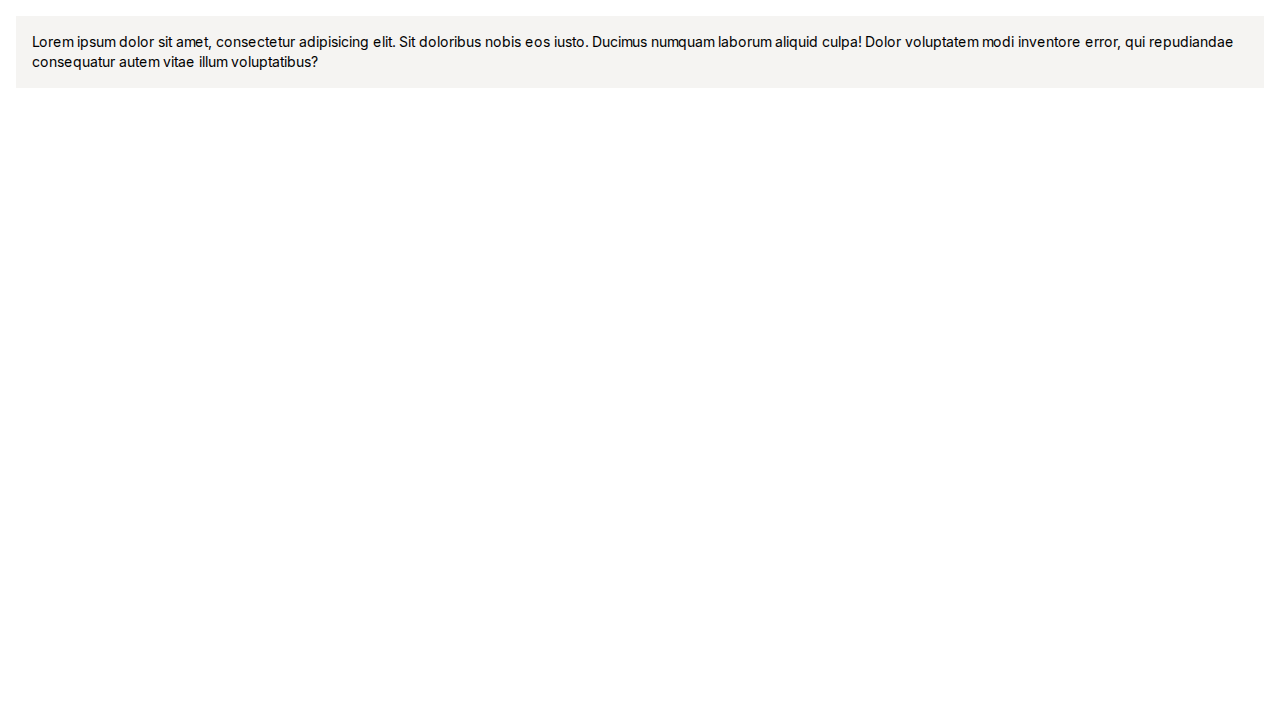 Lorem ipsum dolor sit amet, consectetur adipisicing elit. Sit doloribus nobis eos iusto. Ducimus numquam laborum aliquid culpa! Dolor voluptatem modi inventore error, qui repudiandae
consequatur autem vitae illum voluptatibus?